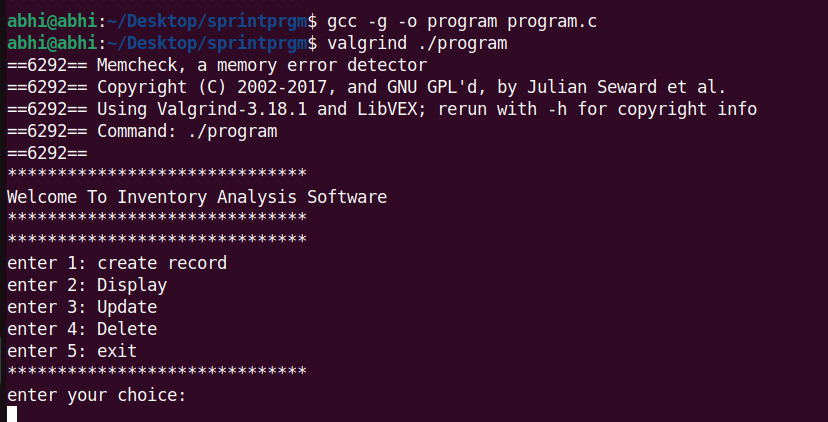 abhi@abhi:~/Desktop/sprintprgm$ gcc -g -o program program.c
abhi@abhi:~/Desktop/sprintprgm$ valgrind ./program
==6292== Memcheck, a memory error detector
==6292== Copyright (C) 2002-2017, and GNU GPL'd, by Julian Seward et al.
==6292== Using Valgrind-3.18.1 and LibVEX; rerun with -h for copyright info
==6292== Command: ./program
==6292==
******************************
Welcome To Inventory Analysis Software
******************************
******************************
enter 1: create record
enter 2: Display
enter 3: Update
enter 4: Delete
enter 5: exit
******************************
enter your choice: